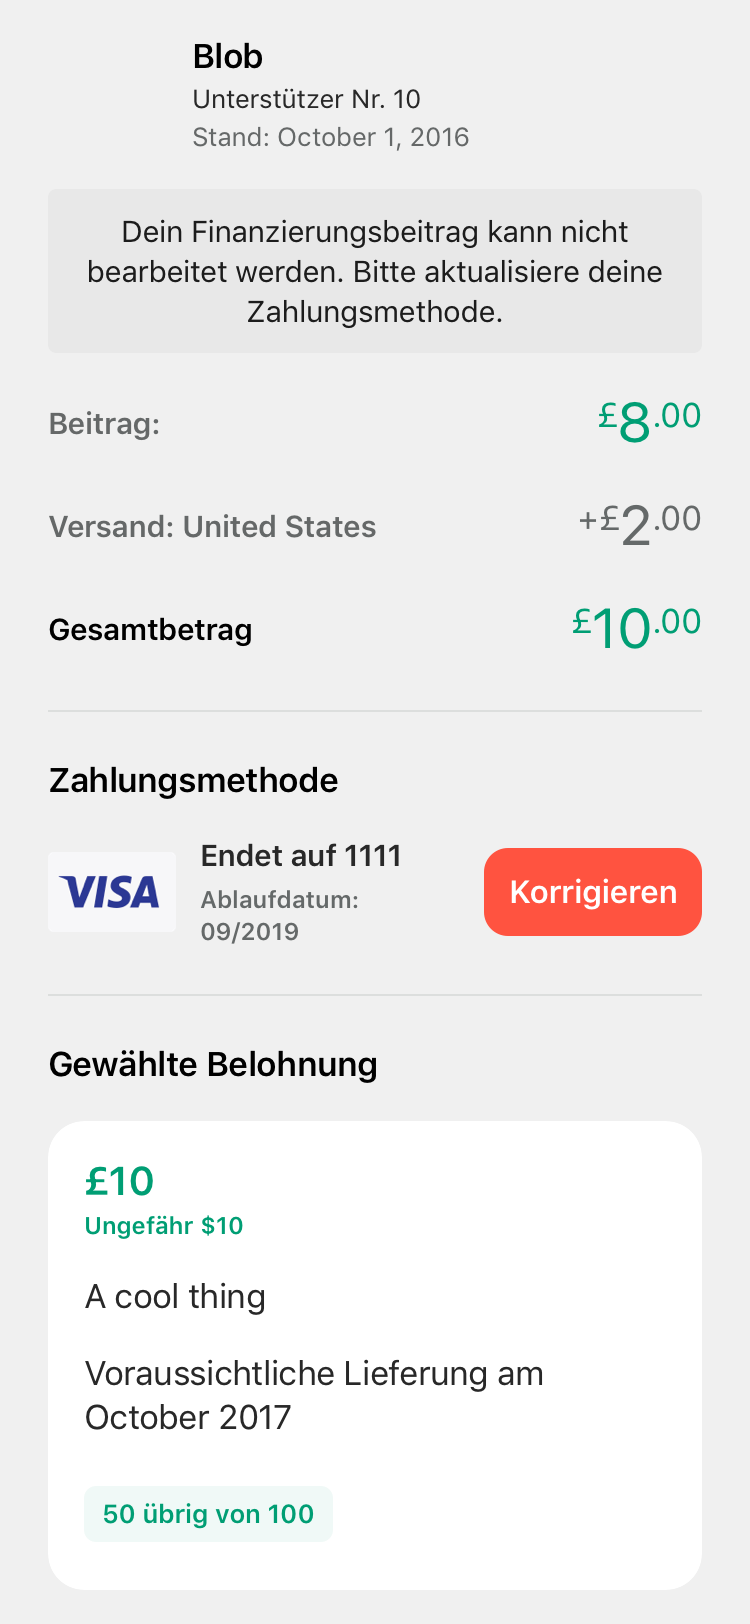 Blob
Unterstützer Nr. 10
Stand: October 1, 2016
Dein Finanzierungsbeitrag kann nicht
bearbeitet werden. Bitte aktualisiere deine
Zahlungsmethode.
Beitrag: £8.00
Versand: United States +£2.00
Gesamtbetrag £10.00
Zahlungsmethode
VISA
Endet auf 1111
Ablaufdatum:
09/2019
Korrigieren
Gewählte Belohnung
£10
Ungefähr $10
A cool thing
Voraussichtliche Lieferung am
October 2017
50 übrig von 100